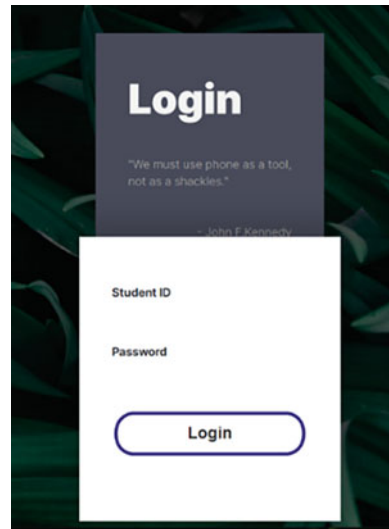 Login
"We must use phone as a tool,
not as a shackles."
- John F.Kennedy
Student ID
Password
Login